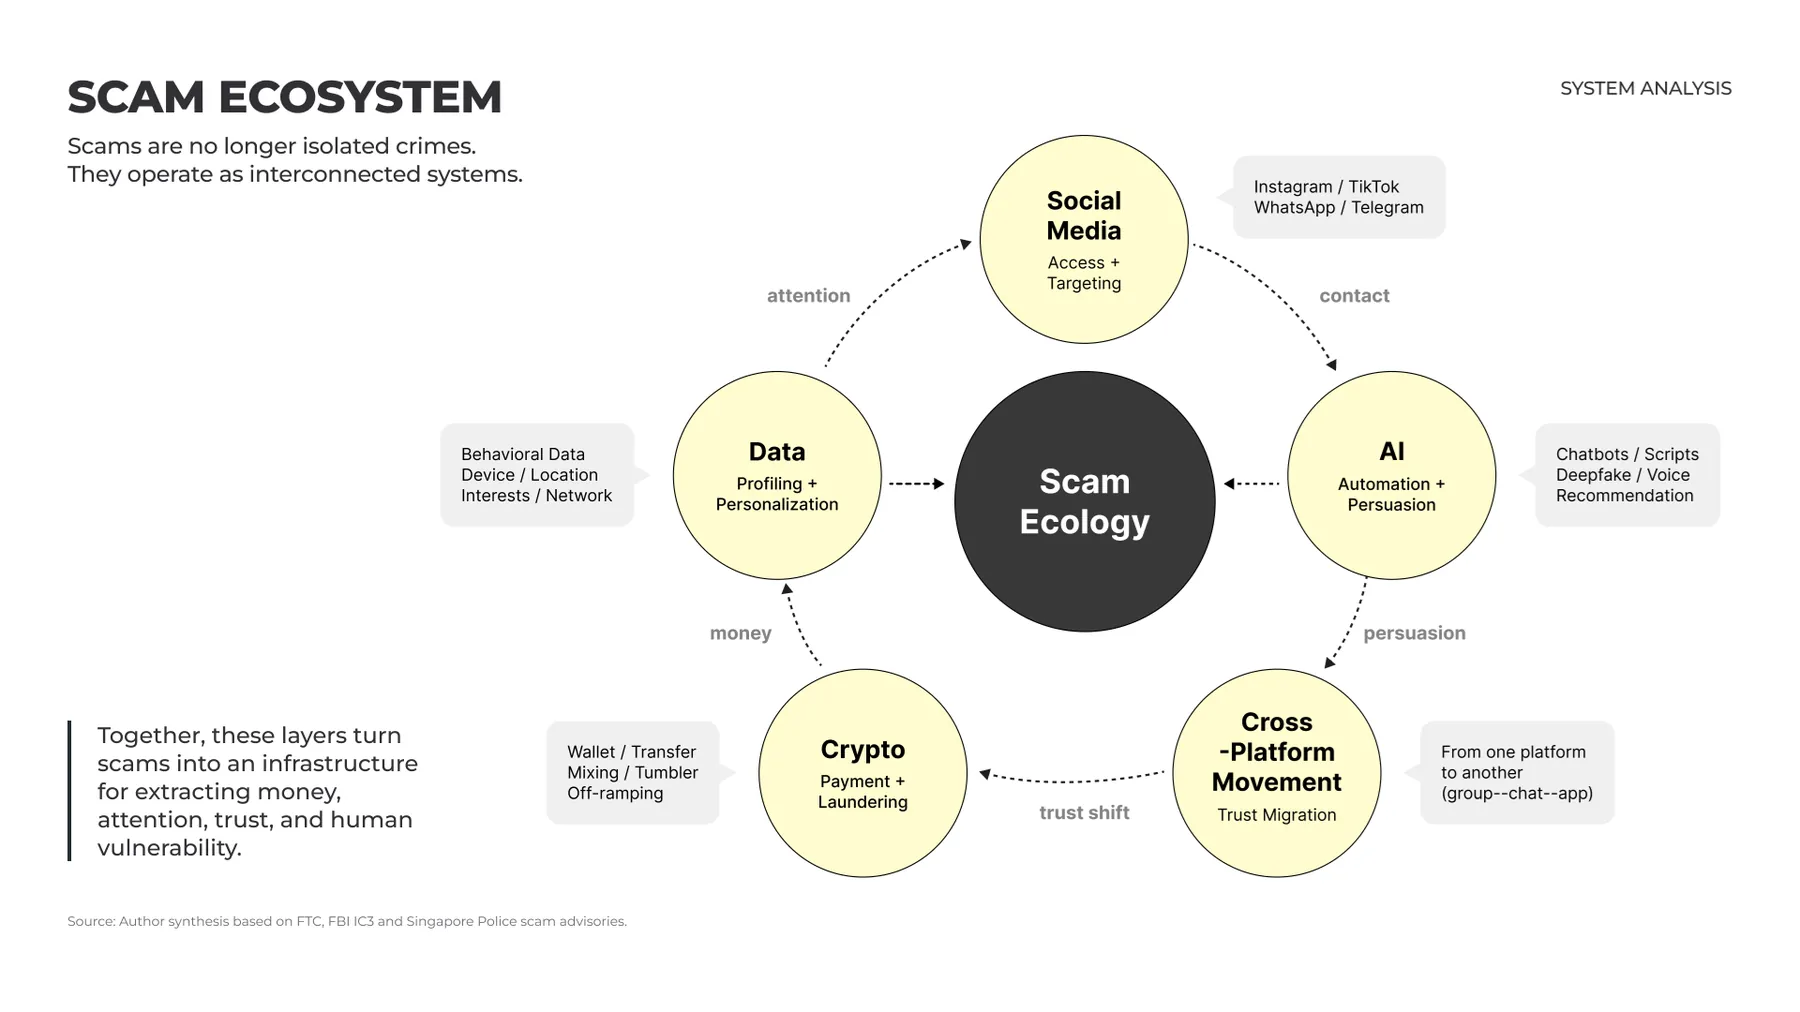 SCAM ECOSYSTEM
Scams are no longer isolated crimes.
They operate as interconnected systems.
SYSTEM ANALYSIS
Social
Media
Access +
Targeting
Instagram / TikTok
WhatsApp / Telegram
attention
contact
Data
Profiling +
Personalization
Behavioral Data
Device / Location
Interests / Network
Scam
Ecology
AI
Automation +
Persuasion
Chatbots / Scripts
Deepfake / Voice
Recommendation
money
persuasion
Crypto
Payment +
Laundering
Wallet / Transfer
Mixing / Tumbler
Off-ramping
trust shift
Cross
-Platform
Movement
Trust Migration
From one platform
to another
(group--chat--app)
Together, these layers turn
scams into an infrastructure
for extracting money,
attention, trust, and human
vulnerability.
Source: Author synthesis based on FTC, FBI IC3 and Singapore Police scam advisories.